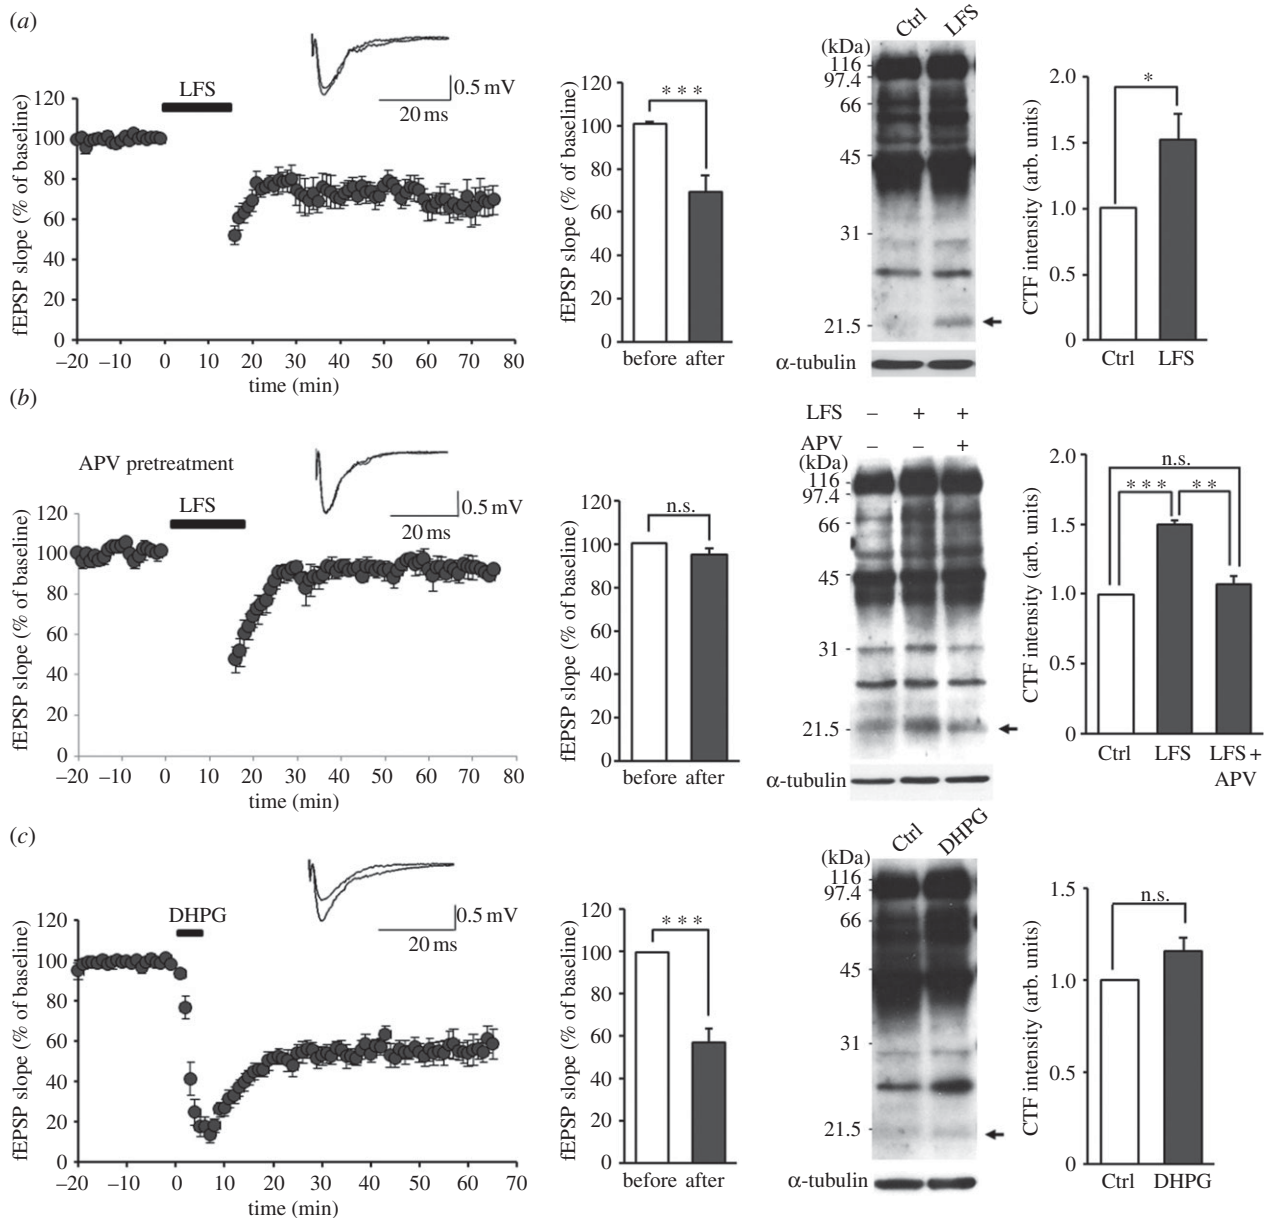 (a)
LFS
0.5 mV
20 ms
fEPSP slope (% of baseline)
120
100
80
60
40
20
0
–20 –10 0 10 20 30 40 50 60 70 80
time (min)
fEPSP slope (% of baseline)
120
100
80
60
40
20
0
* * *
before after
Ctrl LFS
(kDa)
116
97.4
66
45
31
21.5
α-tubulin
CTF intensity (arb. units)
2.0
1.5
1.0
0.5
0
*
Ctrl LFS
(b)
APV pretreatment
LFS
0.5 mV
20 ms
fEPSP slope (% of baseline)
120
100
80
60
40
20
0
–20 –10 0 10 20 30 40 50 60 70 80
time (min)
fEPSP slope (% of baseline)
120
100
80
60
40
20
0
n.s.
before after
LFS – + +
APV – – +
(kDa)
116
97.4
66
45
31
21.5
α-tubulin
CTF intensity (arb. units)
2.0
1.5
1.0
0.5
0
n.s.
* * * * *
Ctrl LFS LFS +
APV
(c)
DHPG
0.5 mV
20 ms
fEPSP slope (% of baseline)
120
100
80
60
40
20
0
–20 –10 0 10 20 30 40 50 60 70
time (min)
fEPSP slope (% of baseline)
120
100
80
60
40
20
0
* * *
before after
Ctrl DHPG
(kDa)
116
97.4
66
45
31
21.5
α-tubulin
CTF intensity (arb. units)
1.5
1.0
0.5
0
n.s.
Ctrl DHPG